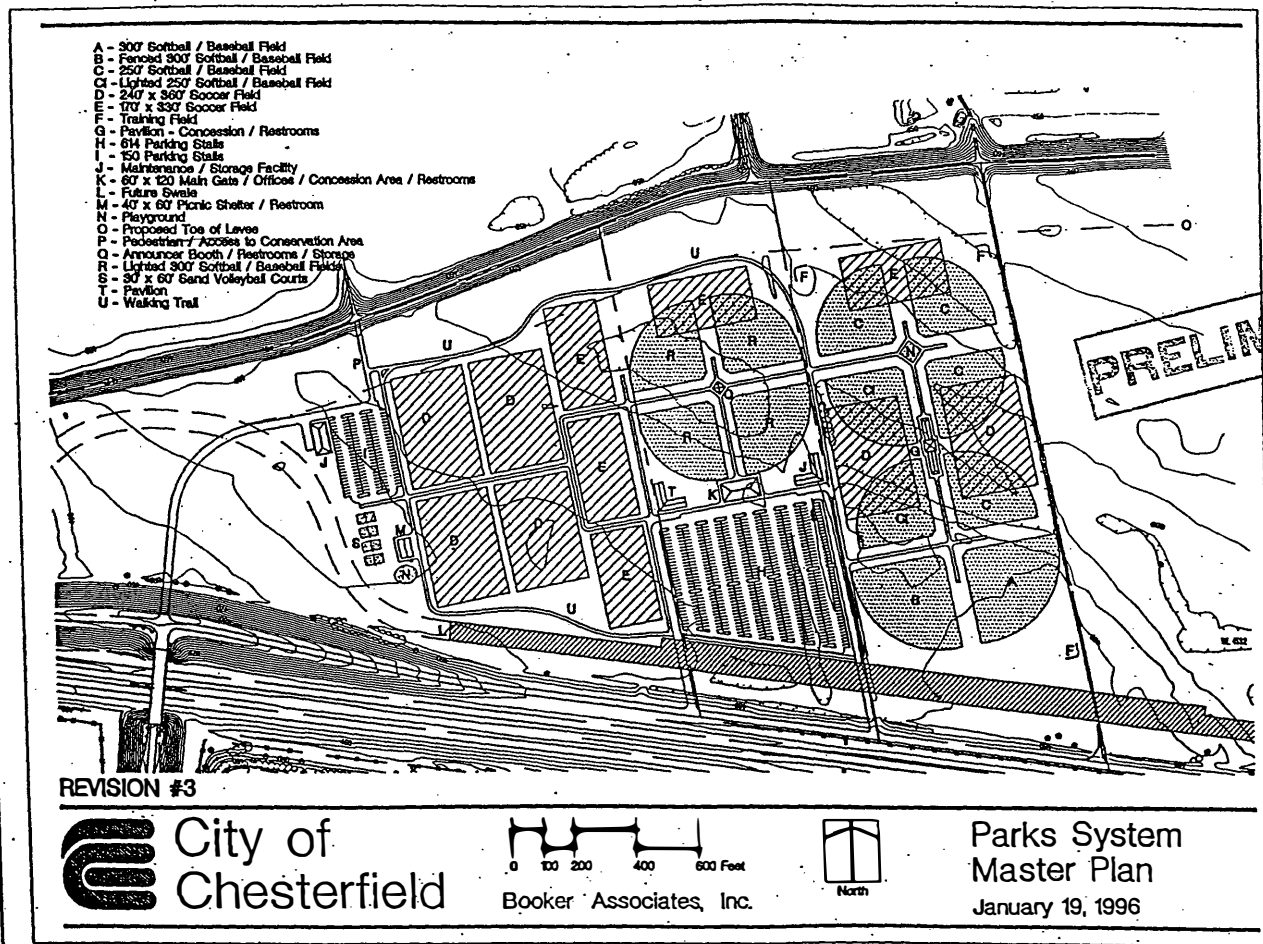 A - 300' Softball / Baseball Field
B - Fenced 300' Softball / Baseball Field
C - 250' Softball / Baseball Field
C1 - Lighted 250' Softball / Baseball Field
D - 240' x 360' Soccer Field
E - 170' x 330' Soccer Field
F - Training Field
G - Pavilion - Concession / Restrooms
H - 614 Parking Stalls
I - 150 Parking Stalls
J - Maintenance / Storage Facility
K - 60' x 120 Main Gate / Offices / Concession Area / Restrooms
L - Future Swale
M - 40' x 60' Picnic Shelter / Restroom
N - Playground
O - Proposed Toe of Levee
P - Pedestrian / Access to Conservation Area
Q - Announcer Booth / Restrooms / Storage
R - Lighted 300' Softball / Baseball Fields
S - 30' x 60' Sand Volleyball Courts
T - Pavilion
U - Walking Trail
O
U
F
F
E
E
C
C
PRELIM
R
R
E
N
U
P
D
B
C1
C
Q
R
R
D
D
J
I
E
G
J
T
K
C
M
S
D
D
C1
N
E
H
B
A
U
L
F
REVISION #3
City of
Chesterfield
0 100 200 400 600 Feet
Booker Associates, Inc.
North
Parks System
Master Plan
January 19, 1996